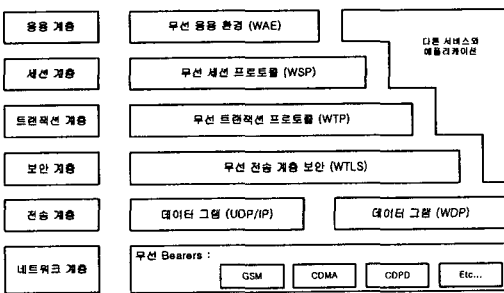 응용 계층
무선 응용 환경 (WAE)
다른 서비스와
애플리케이션
세션 계층
무선 세션 프로토콜 (WSP)
트랜잭션 계층
무선 트랜잭션 프로토콜 (WTP)
보안 계층
무선 전송 계층 보안 (WTLS)
전송 계층
데이터 그램 (UDP/IP)
데이터 그램 (WDP)
네트워크 계층
무선 Bearers :
GSM
CDMA
CDPD
Etc...